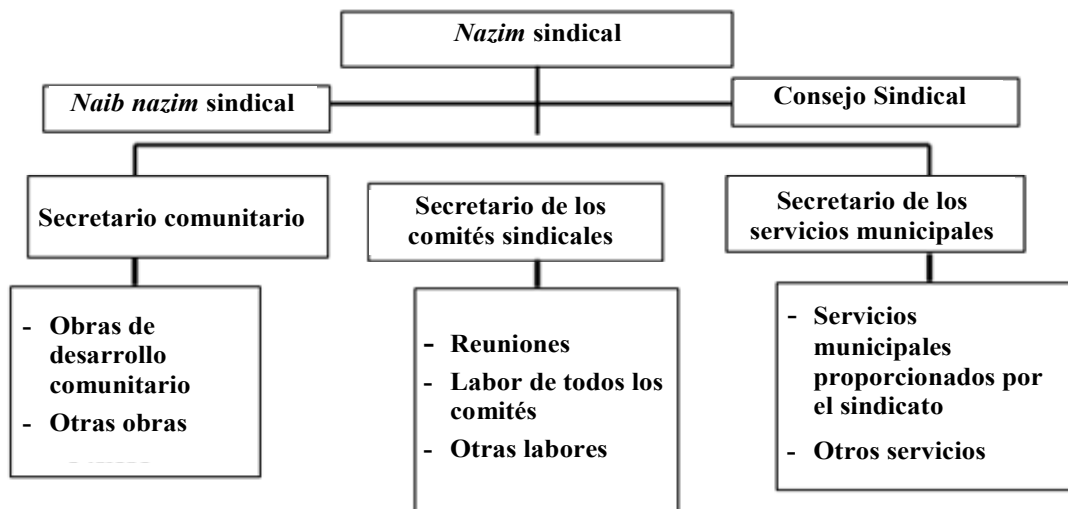 Nazim sindical
Naib nazim sindical
Consejo Sindical
Secretario comunitario
Secretario de los
comités sindicales
Secretario de los
servicios municipales
- Obras de
desarrollo
comunitario
- Otras obras
- Reuniones
- Labor de todos los
comités
- Otras labores
- Servicios
municipales
proporcionados por
el sindicato
- Otros servicios